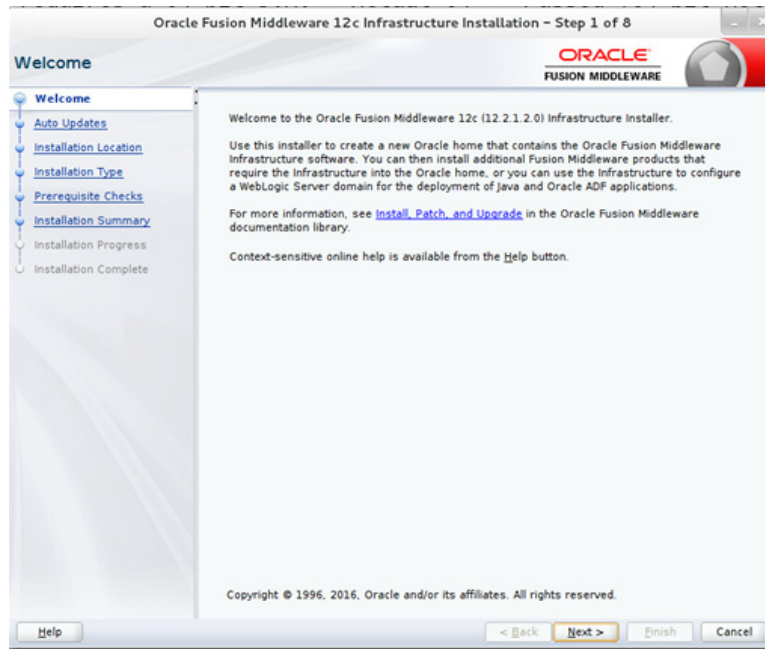 Oracle Fusion Middleware 12c Infrastructure Installation – Step 1 of 8
Welcome
ORACLE
FUSION MIDDLEWARE
Welcome
Auto Updates
Installation Location
Installation Type
Prerequisite Checks
Installation Summary
Installation Progress
Installation Complete
Welcome to the Oracle Fusion Middleware 12c (12.2.1.2.0) Infrastructure Installer.
Use this installer to create a new Oracle home that contains the Oracle Fusion Middleware
Infrastructure software. You can then install additional Fusion Middleware products that
require the Infrastructure into the Oracle home, or you can use the Infrastructure to configure
a WebLogic Server domain for the deployment of Java and Oracle ADF applications.
For more information, see Install, Patch, and Upgrade in the Oracle Fusion Middleware
documentation library.
Context-sensitive online help is available from the Help button.
Copyright © 1996, 2016, Oracle and/or its affiliates. All rights reserved.
Help
< Back Next > Finish Cancel